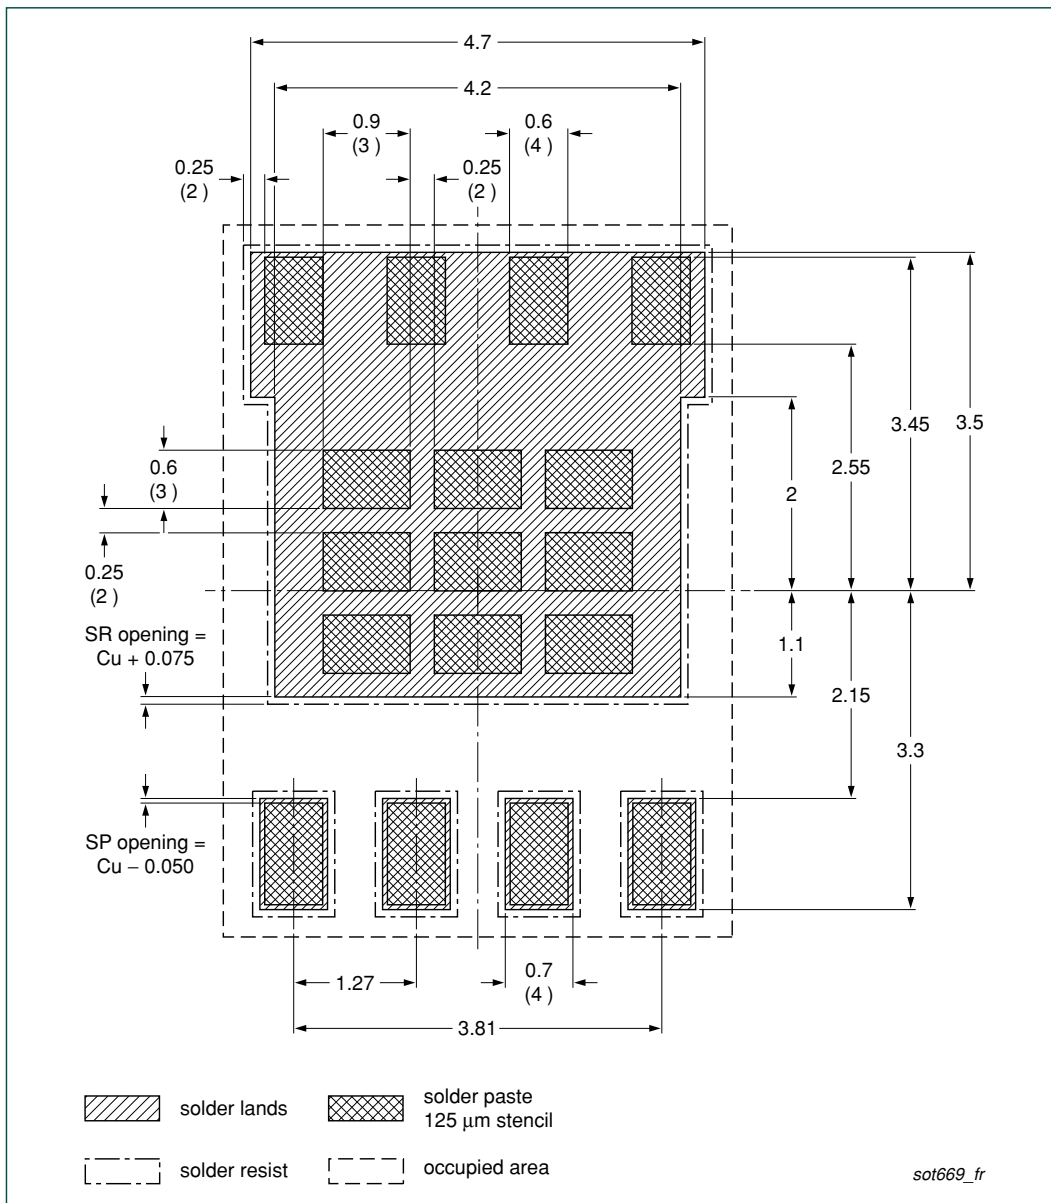 4.7
4.2
0.9
(3 )
0.6
(4)
0.25
(2 )
0.25
(2)
3.45
3.5
2.55
0.6
(3 )
2
0.25
(2 )
1.1
SR opening =
Cu + 0.075
2.15
3.3
SP opening =
Cu – 0.050
1.27
0.7
(4 )
3.81
solder lands
solder paste
125 μm stencil
solder resist
occupied area
sot669_fr